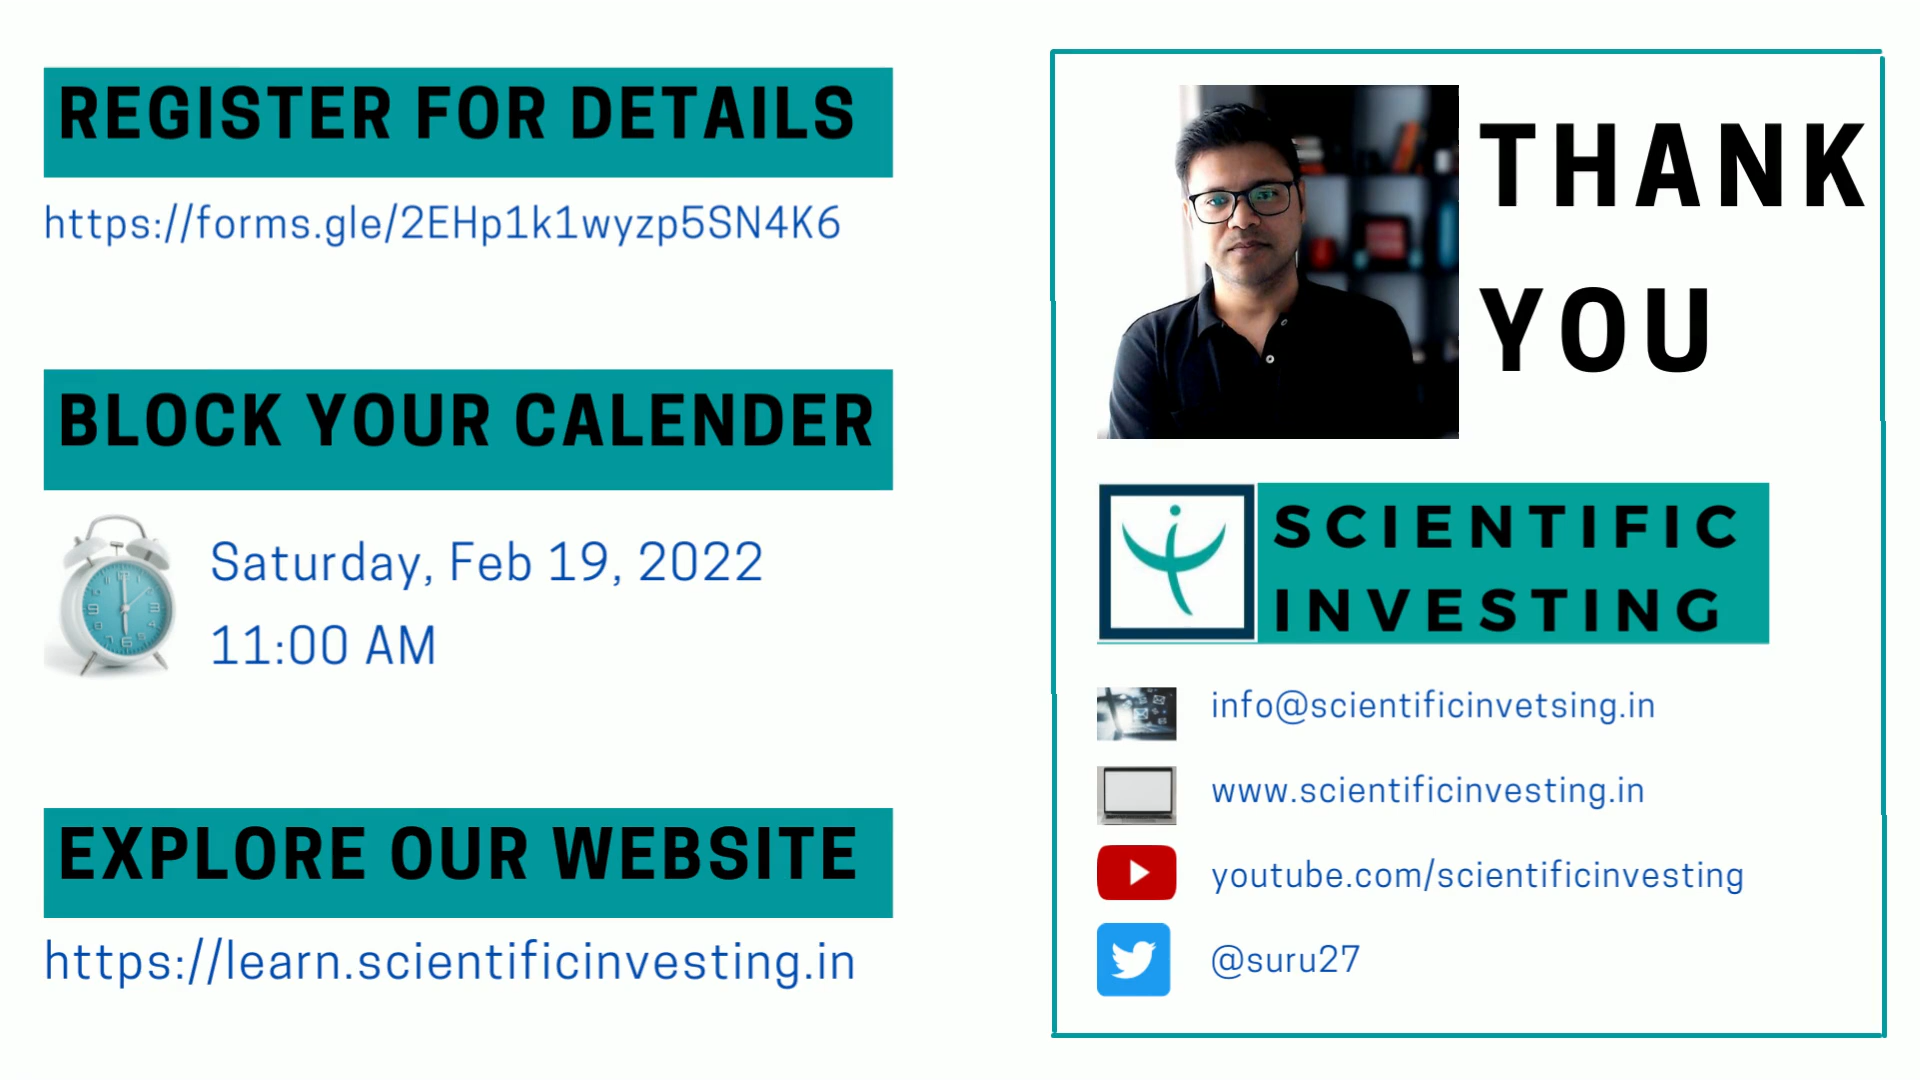 REGISTER FOR DETAILS
https://forms.gle/2EHp1k1wyzp5SN4K6
BLOCK YOUR CALENDER
Saturday, Feb 19, 2022
11:00 AM
EXPLORE OUR WEBSITE
https://learn.scientificinvesting.in
THANK
YOU
SCIENTIFIC
INVESTING
info@scientificinvetsing.in
www.scientificinvesting.in
youtube.com/scientificinvesting
@suru27